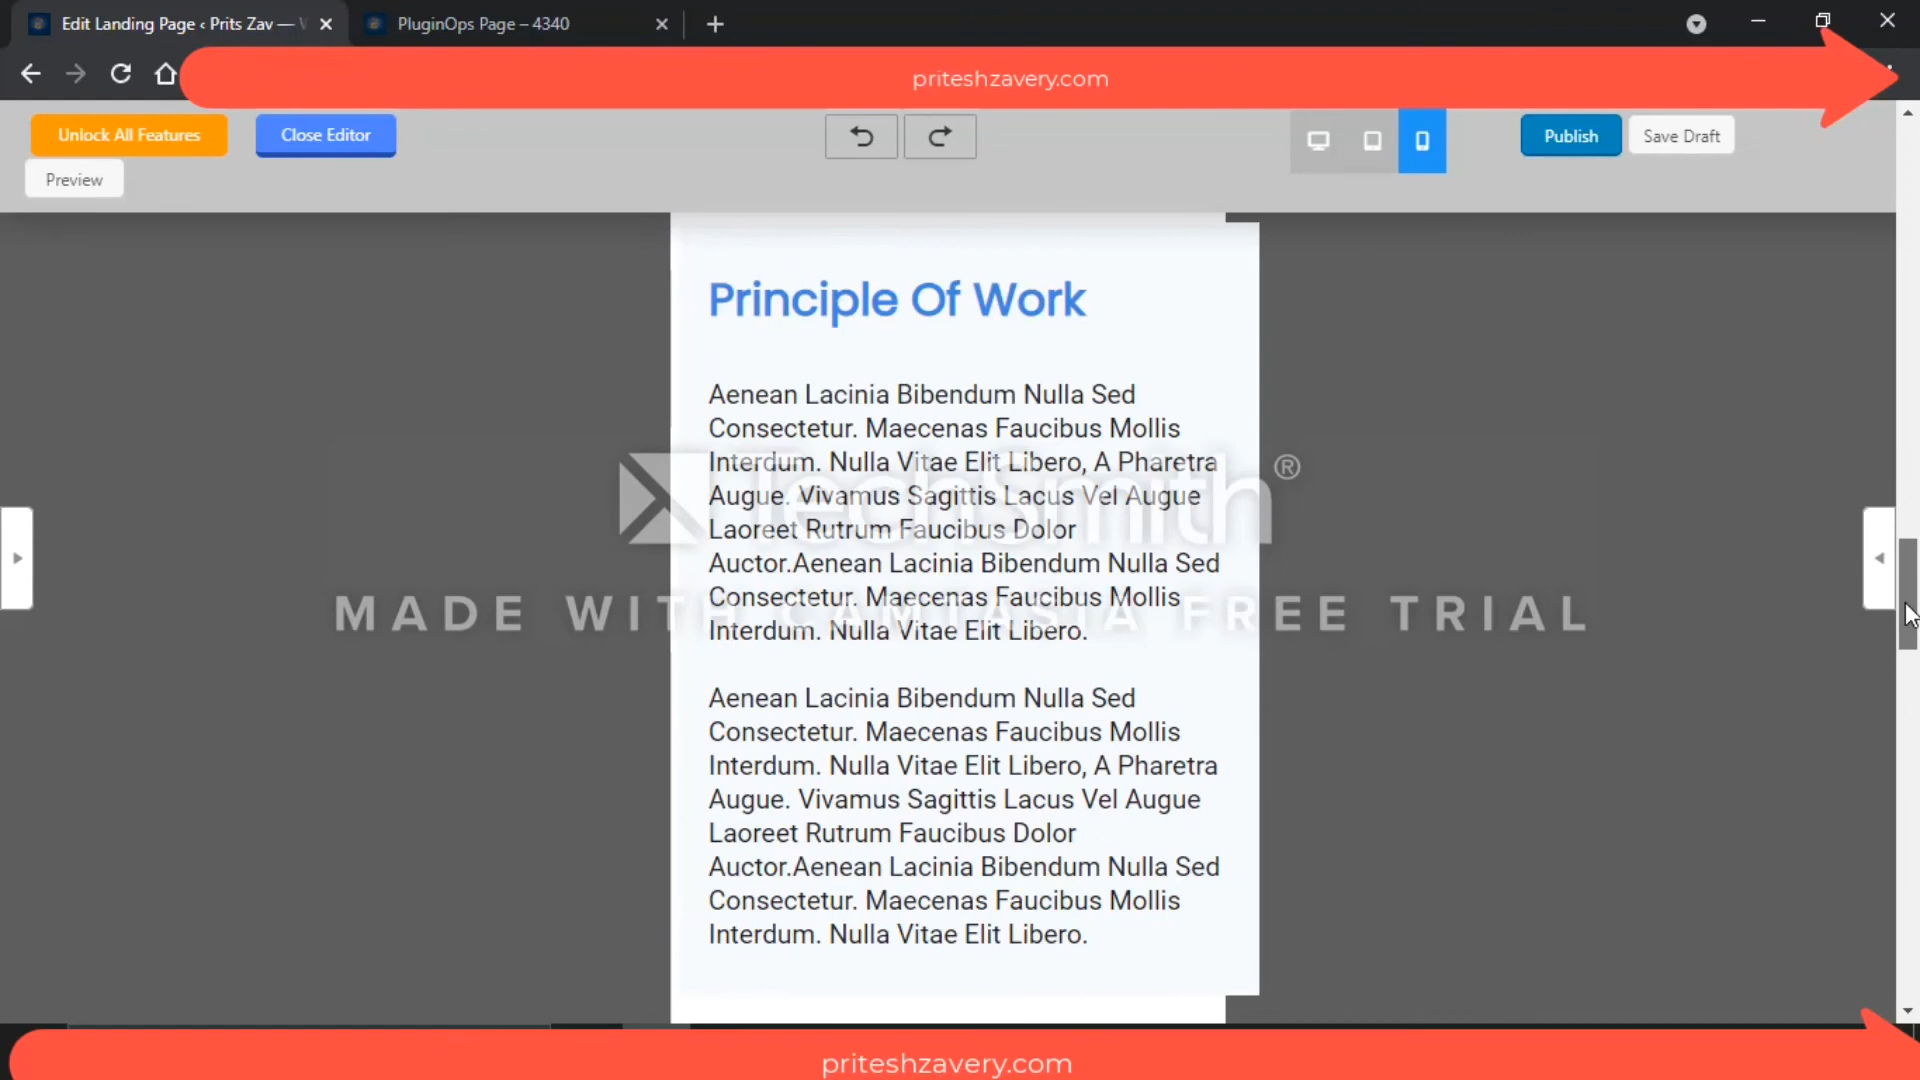 Edit Landing Page ‹ Prits Zav —
PluginOps Page – 4340
priteshzavery.com
Unlock All Features
Close Editor
Publish
Save Draft
Preview
Principle Of Work
Aenean Lacinia Bibendum Nulla Sed
Consectetur. Maecenas Faucibus Mollis
Interdum. Nulla Vitae Elit Libero, A Pharetra
Augue. Vivamus Sagittis Lacus Vel Augue
Laoreet Rutrum Faucibus Dolor
Auctor.Aenean Lacinia Bibendum Nulla Sed
Consectetur. Maecenas Faucibus Mollis
Interdum. Nulla Vitae Elit Libero.
TechSmith®
MADE WITH CAMTASIA FREE TRIAL
Aenean Lacinia Bibendum Nulla Sed
Consectetur. Maecenas Faucibus Mollis
Interdum. Nulla Vitae Elit Libero, A Pharetra
Augue. Vivamus Sagittis Lacus Vel Augue
Laoreet Rutrum Faucibus Dolor
Auctor.Aenean Lacinia Bibendum Nulla Sed
Consectetur. Maecenas Faucibus Mollis
Interdum. Nulla Vitae Elit Libero.
priteshzavery.com